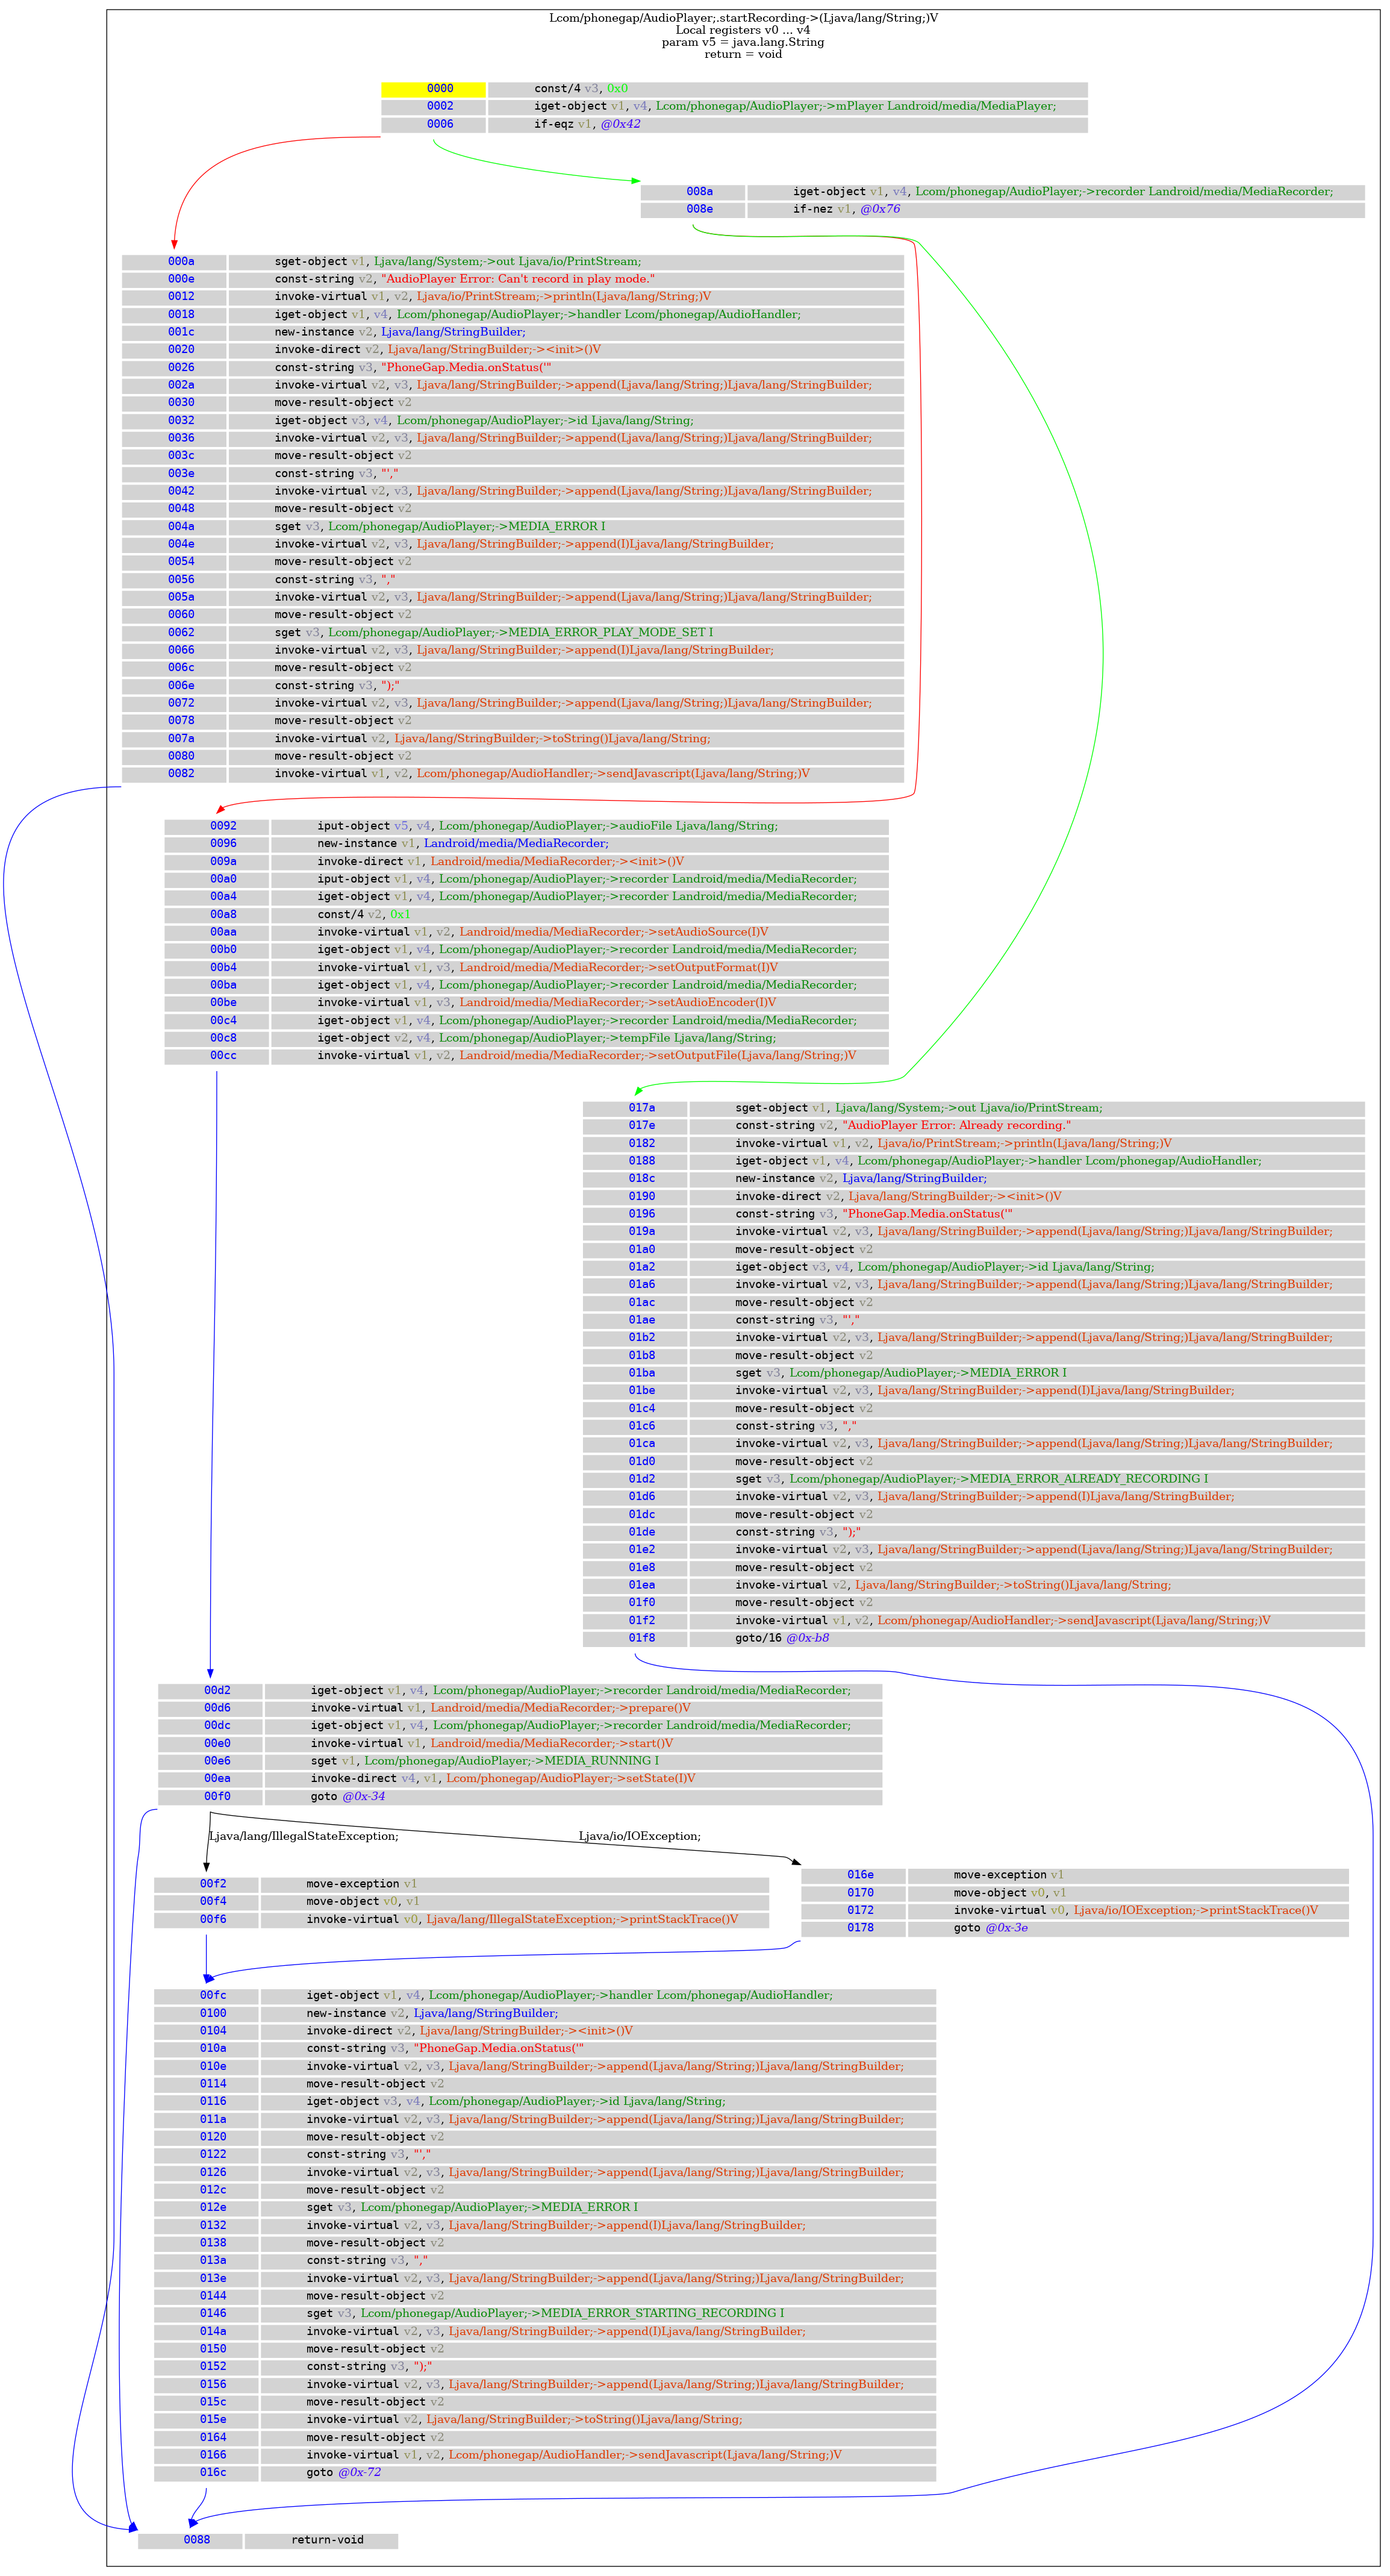 Lcom/phonegap/AudioPlayer;.startRecording->(Ljava/lang/String;)V
Local registers v0 ... v4
param v5 = java.lang.String
return = void
0000 const/4 v3, 0x0
0002 iget-object v1, v4, Lcom/phonegap/AudioPlayer;->mPlayer Landroid/media/MediaPlayer;
0006 if-eqz v1, @0x42
008a iget-object v1, v4, Lcom/phonegap/AudioPlayer;->recorder Landroid/media/MediaRecorder;
008e if-nez v1, @0x76
000a sget-object v1, Ljava/lang/System;->out Ljava/io/PrintStream;
000e const-string v2, "AudioPlayer Error: Can't record in play mode."
0012 invoke-virtual v1, v2, Ljava/io/PrintStream;->println(Ljava/lang/String;)V
0018 iget-object v1, v4, Lcom/phonegap/AudioPlayer;->handler Lcom/phonegap/AudioHandler;
001c new-instance v2, Ljava/lang/StringBuilder;
0020 invoke-direct v2, Ljava/lang/StringBuilder;-><init>()V
0026 const-string v3, "PhoneGap.Media.onStatus('"
002a invoke-virtual v2, v3, Ljava/lang/StringBuilder;->append(Ljava/lang/String;)Ljava/lang/StringBuilder;
0030 move-result-object v2
0032 iget-object v3, v4, Lcom/phonegap/AudioPlayer;->id Ljava/lang/String;
0036 invoke-virtual v2, v3, Ljava/lang/StringBuilder;->append(Ljava/lang/String;)Ljava/lang/StringBuilder;
003c move-result-object v2
003e const-string v3, "',"
0042 invoke-virtual v2, v3, Ljava/lang/StringBuilder;->append(Ljava/lang/String;)Ljava/lang/StringBuilder;
0048 move-result-object v2
004a sget v3, Lcom/phonegap/AudioPlayer;->MEDIA_ERROR I
004e invoke-virtual v2, v3, Ljava/lang/StringBuilder;->append(I)Ljava/lang/StringBuilder;
0054 move-result-object v2
0056 const-string v3, ","
005a invoke-virtual v2, v3, Ljava/lang/StringBuilder;->append(Ljava/lang/String;)Ljava/lang/StringBuilder;
0060 move-result-object v2
0062 sget v3, Lcom/phonegap/AudioPlayer;->MEDIA_ERROR_PLAY_MODE_SET I
0066 invoke-virtual v2, v3, Ljava/lang/StringBuilder;->append(I)Ljava/lang/StringBuilder;
006c move-result-object v2
006e const-string v3, ");"
0072 invoke-virtual v2, v3, Ljava/lang/StringBuilder;->append(Ljava/lang/String;)Ljava/lang/StringBuilder;
0078 move-result-object v2
007a invoke-virtual v2, Ljava/lang/StringBuilder;->toString()Ljava/lang/String;
0080 move-result-object v2
0082 invoke-virtual v1, v2, Lcom/phonegap/AudioHandler;->sendJavascript(Ljava/lang/String;)V
0092 iput-object v5, v4, Lcom/phonegap/AudioPlayer;->audioFile Ljava/lang/String;
0096 new-instance v1, Landroid/media/MediaRecorder;
009a invoke-direct v1, Landroid/media/MediaRecorder;-><init>()V
00a0 iput-object v1, v4, Lcom/phonegap/AudioPlayer;->recorder Landroid/media/MediaRecorder;
00a4 iget-object v1, v4, Lcom/phonegap/AudioPlayer;->recorder Landroid/media/MediaRecorder;
00a8 const/4 v2, 0x1
00aa invoke-virtual v1, v2, Landroid/media/MediaRecorder;->setAudioSource(I)V
00b0 iget-object v1, v4, Lcom/phonegap/AudioPlayer;->recorder Landroid/media/MediaRecorder;
00b4 invoke-virtual v1, v3, Landroid/media/MediaRecorder;->setOutputFormat(I)V
00ba iget-object v1, v4, Lcom/phonegap/AudioPlayer;->recorder Landroid/media/MediaRecorder;
00be invoke-virtual v1, v3, Landroid/media/MediaRecorder;->setAudioEncoder(I)V
00c4 iget-object v1, v4, Lcom/phonegap/AudioPlayer;->recorder Landroid/media/MediaRecorder;
00c8 iget-object v2, v4, Lcom/phonegap/AudioPlayer;->tempFile Ljava/lang/String;
00cc invoke-virtual v1, v2, Landroid/media/MediaRecorder;->setOutputFile(Ljava/lang/String;)V
017a sget-object v1, Ljava/lang/System;->out Ljava/io/PrintStream;
017e const-string v2, "AudioPlayer Error: Already recording."
0182 invoke-virtual v1, v2, Ljava/io/PrintStream;->println(Ljava/lang/String;)V
0188 iget-object v1, v4, Lcom/phonegap/AudioPlayer;->handler Lcom/phonegap/AudioHandler;
018c new-instance v2, Ljava/lang/StringBuilder;
0190 invoke-direct v2, Ljava/lang/StringBuilder;-><init>()V
0196 const-string v3, "PhoneGap.Media.onStatus('"
019a invoke-virtual v2, v3, Ljava/lang/StringBuilder;->append(Ljava/lang/String;)Ljava/lang/StringBuilder;
01a0 move-result-object v2
01a2 iget-object v3, v4, Lcom/phonegap/AudioPlayer;->id Ljava/lang/String;
01a6 invoke-virtual v2, v3, Ljava/lang/StringBuilder;->append(Ljava/lang/String;)Ljava/lang/StringBuilder;
01ac move-result-object v2
01ae const-string v3, "',"
01b2 invoke-virtual v2, v3, Ljava/lang/StringBuilder;->append(Ljava/lang/String;)Ljava/lang/StringBuilder;
01b8 move-result-object v2
01ba sget v3, Lcom/phonegap/AudioPlayer;->MEDIA_ERROR I
01be invoke-virtual v2, v3, Ljava/lang/StringBuilder;->append(I)Ljava/lang/StringBuilder;
01c4 move-result-object v2
01c6 const-string v3, ","
01ca invoke-virtual v2, v3, Ljava/lang/StringBuilder;->append(Ljava/lang/String;)Ljava/lang/StringBuilder;
01d0 move-result-object v2
01d2 sget v3, Lcom/phonegap/AudioPlayer;->MEDIA_ERROR_ALREADY_RECORDING I
01d6 invoke-virtual v2, v3, Ljava/lang/StringBuilder;->append(I)Ljava/lang/StringBuilder;
01dc move-result-object v2
01de const-string v3, ");"
01e2 invoke-virtual v2, v3, Ljava/lang/StringBuilder;->append(Ljava/lang/String;)Ljava/lang/StringBuilder;
01e8 move-result-object v2
01ea invoke-virtual v2, Ljava/lang/StringBuilder;->toString()Ljava/lang/String;
01f0 move-result-object v2
01f2 invoke-virtual v1, v2, Lcom/phonegap/AudioHandler;->sendJavascript(Ljava/lang/String;)V
01f8 goto/16 @0x-b8
00d2 iget-object v1, v4, Lcom/phonegap/AudioPlayer;->recorder Landroid/media/MediaRecorder;
00d6 invoke-virtual v1, Landroid/media/MediaRecorder;->prepare()V
00dc iget-object v1, v4, Lcom/phonegap/AudioPlayer;->recorder Landroid/media/MediaRecorder;
00e0 invoke-virtual v1, Landroid/media/MediaRecorder;->start()V
00e6 sget v1, Lcom/phonegap/AudioPlayer;->MEDIA_RUNNING I
00ea invoke-direct v4, v1, Lcom/phonegap/AudioPlayer;->setState(I)V
00f0 goto @0x-34
Ljava/lang/IllegalStateException;
Ljava/io/IOException;
00f2 move-exception v1
00f4 move-object v0, v1
00f6 invoke-virtual v0, Ljava/lang/IllegalStateException;->printStackTrace()V
016e move-exception v1
0170 move-object v0, v1
0172 invoke-virtual v0, Ljava/io/IOException;->printStackTrace()V
0178 goto @0x-3e
00fc iget-object v1, v4, Lcom/phonegap/AudioPlayer;->handler Lcom/phonegap/AudioHandler;
0100 new-instance v2, Ljava/lang/StringBuilder;
0104 invoke-direct v2, Ljava/lang/StringBuilder;-><init>()V
010a const-string v3, "PhoneGap.Media.onStatus('"
010e invoke-virtual v2, v3, Ljava/lang/StringBuilder;->append(Ljava/lang/String;)Ljava/lang/StringBuilder;
0114 move-result-object v2
0116 iget-object v3, v4, Lcom/phonegap/AudioPlayer;->id Ljava/lang/String;
011a invoke-virtual v2, v3, Ljava/lang/StringBuilder;->append(Ljava/lang/String;)Ljava/lang/StringBuilder;
0120 move-result-object v2
0122 const-string v3, "',"
0126 invoke-virtual v2, v3, Ljava/lang/StringBuilder;->append(Ljava/lang/String;)Ljava/lang/StringBuilder;
012c move-result-object v2
012e sget v3, Lcom/phonegap/AudioPlayer;->MEDIA_ERROR I
0132 invoke-virtual v2, v3, Ljava/lang/StringBuilder;->append(I)Ljava/lang/StringBuilder;
0138 move-result-object v2
013a const-string v3, ","
013e invoke-virtual v2, v3, Ljava/lang/StringBuilder;->append(Ljava/lang/String;)Ljava/lang/StringBuilder;
0144 move-result-object v2
0146 sget v3, Lcom/phonegap/AudioPlayer;->MEDIA_ERROR_STARTING_RECORDING I
014a invoke-virtual v2, v3, Ljava/lang/StringBuilder;->append(I)Ljava/lang/StringBuilder;
0150 move-result-object v2
0152 const-string v3, ");"
0156 invoke-virtual v2, v3, Ljava/lang/StringBuilder;->append(Ljava/lang/String;)Ljava/lang/StringBuilder;
015c move-result-object v2
015e invoke-virtual v2, Ljava/lang/StringBuilder;->toString()Ljava/lang/String;
0164 move-result-object v2
0166 invoke-virtual v1, v2, Lcom/phonegap/AudioHandler;->sendJavascript(Ljava/lang/String;)V
016c goto @0x-72
0088 return-void